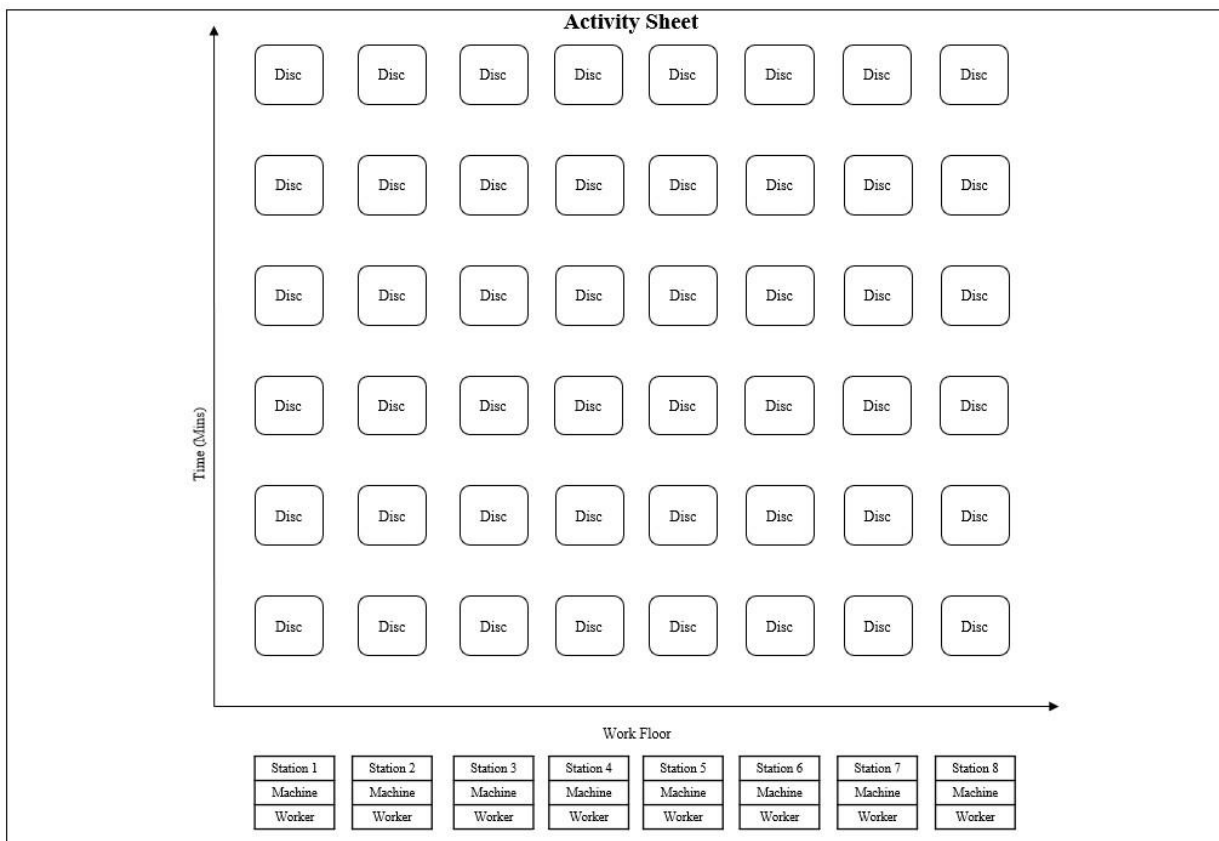 Activity Sheet
Disc Disc Disc Disc Disc Disc Disc Disc
Disc Disc Disc Disc Disc Disc Disc Disc
Disc Disc Disc Disc Disc Disc Disc Disc
Disc Disc Disc Disc Disc Disc Disc Disc
Disc Disc Disc Disc Disc Disc Disc Disc
Disc Disc Disc Disc Disc Disc Disc Disc
Time (Mins)
Work Floor
Station 1 Station 2 Station 3 Station 4 Station 5 Station 6 Station 7 Station 8
Machine Machine Machine Machine Machine Machine Machine Machine
Worker Worker Worker Worker Worker Worker Worker Worker